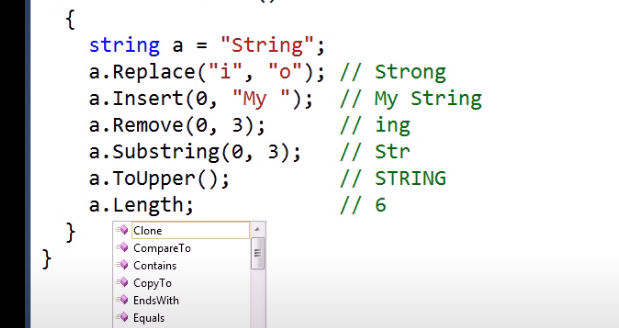 {
string a = "String";
a.Replace("i", "o"); // Strong
a.Insert(0, "My "); // My String
a.Remove(0, 3); // ing
a.Substring(0, 3); // Str
a.ToUpper(); // STRING
a.Length; // 6
}
Clone
CompareTo
Contains
CopyTo
EndsWith
Equals
}